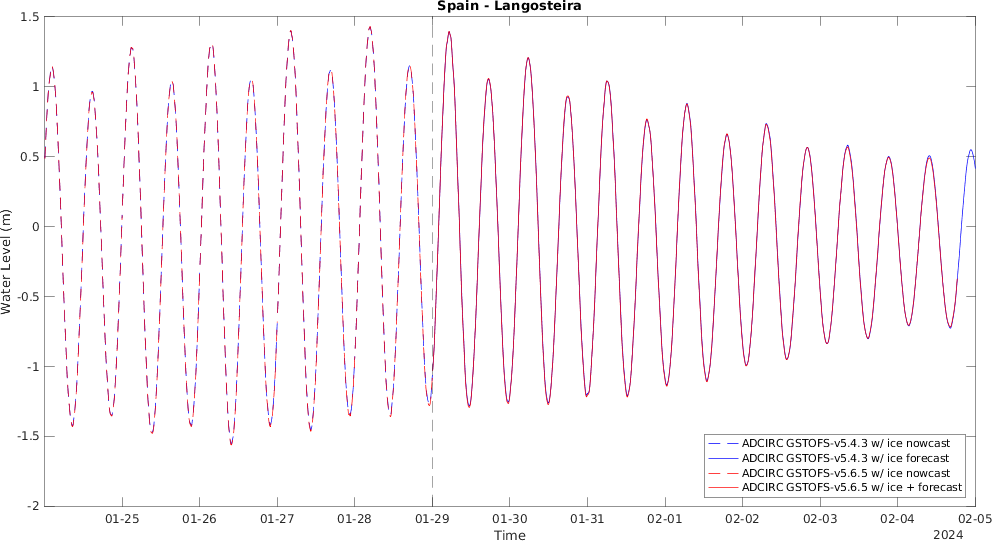 Spain - Langosteira
1.5
1
0.5
0
-0.5
-1
-1.5
-2
Water Level (m)
ADCIRC GSTOFS-v5.4.3 w/ ice nowcast
ADCIRC GSTOFS-v5.4.3 w/ ice forecast
ADCIRC GSTOFS-v5.6.5 w/ ice nowcast
ADCIRC GSTOFS-v5.6.5 w/ ice + forecast
01-25 01-26 01-27 01-28 01-29 01-30 01-31 02-01 02-02 02-03 02-04 02-05
Time
2024